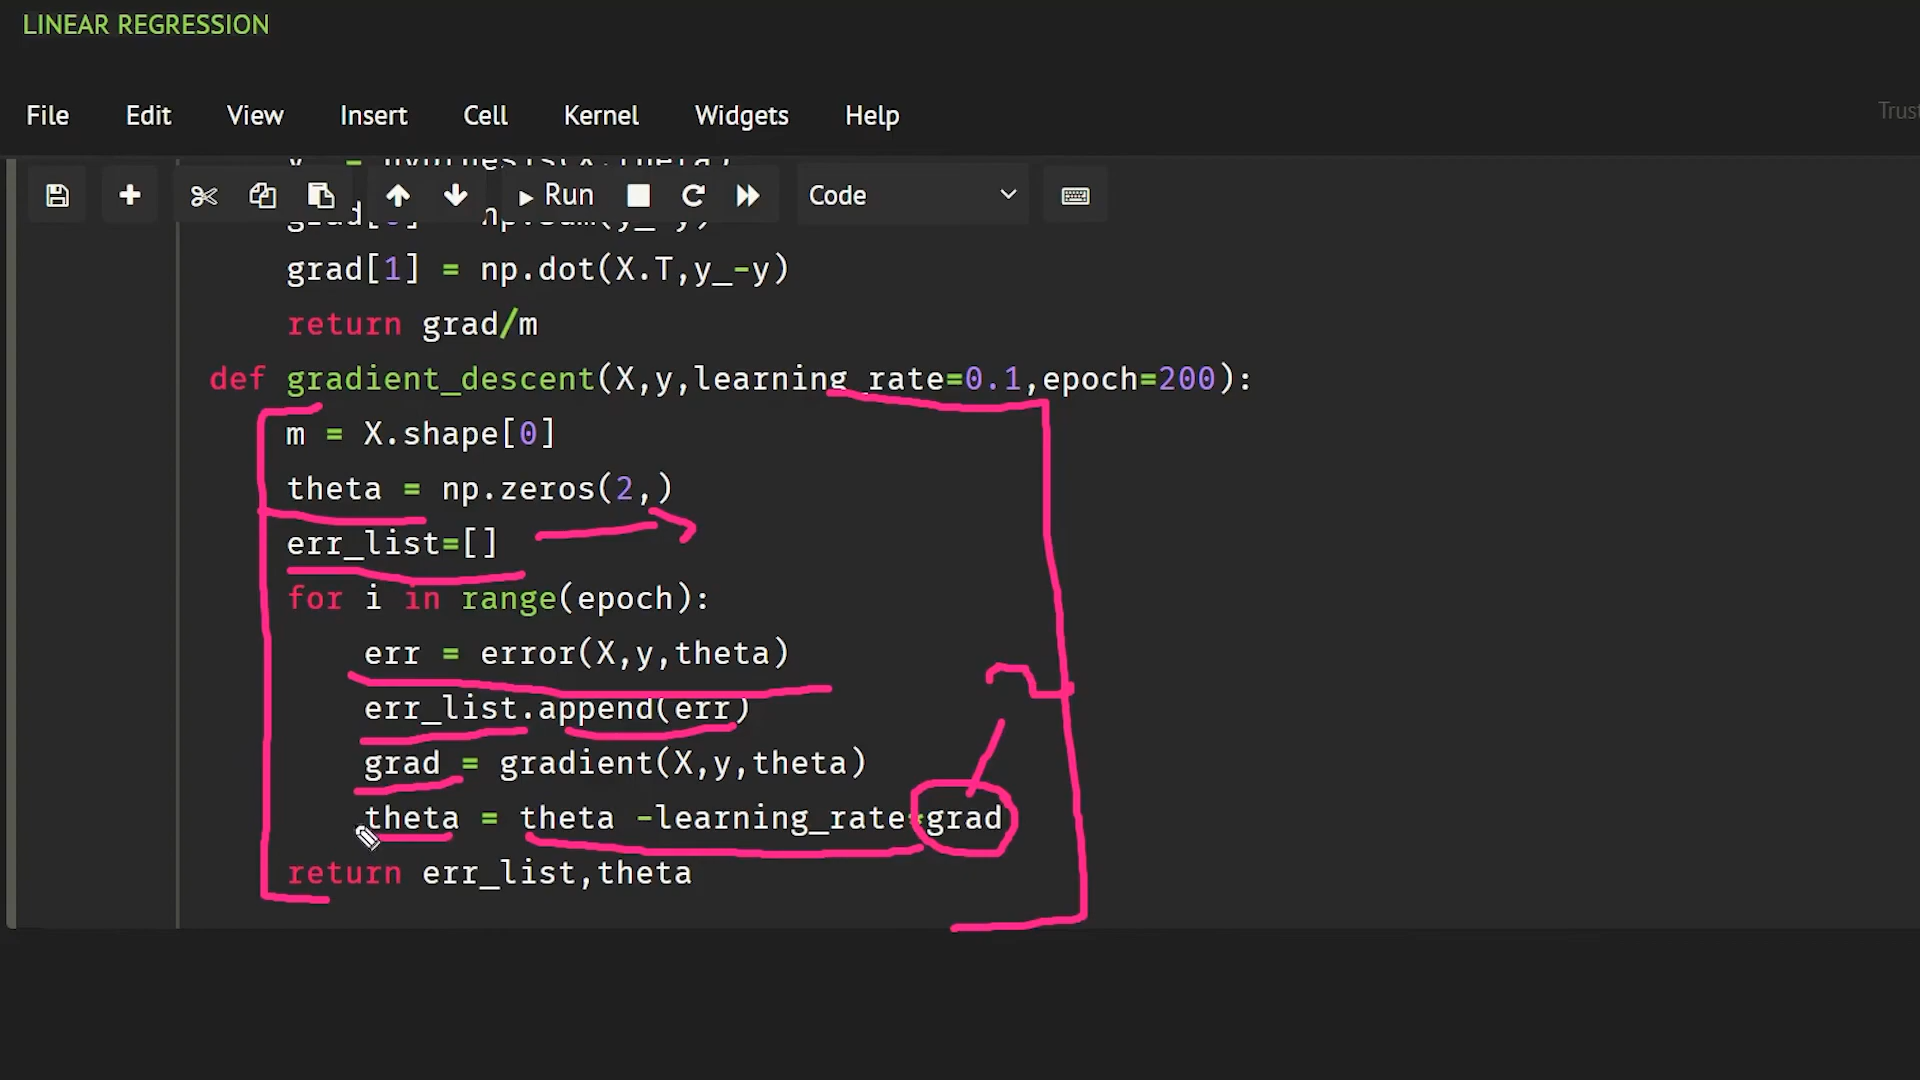 LINEAR REGRESSION
File Edit View Insert Cell Kernel Widgets Help
Run Code
grad[1] = np.dot(X.T,y_-y)
return grad/m
def gradient_descent(X,y,learning_rate=0.1,epoch=200):
m = X.shape[0]
theta = np.zeros(2,)
err_list=[]
for i in range(epoch):
err = error(X,y,theta)
err_list.append(err)
grad = gradient(X,y,theta)
theta = theta -learning_rate*grad
return err_list,theta